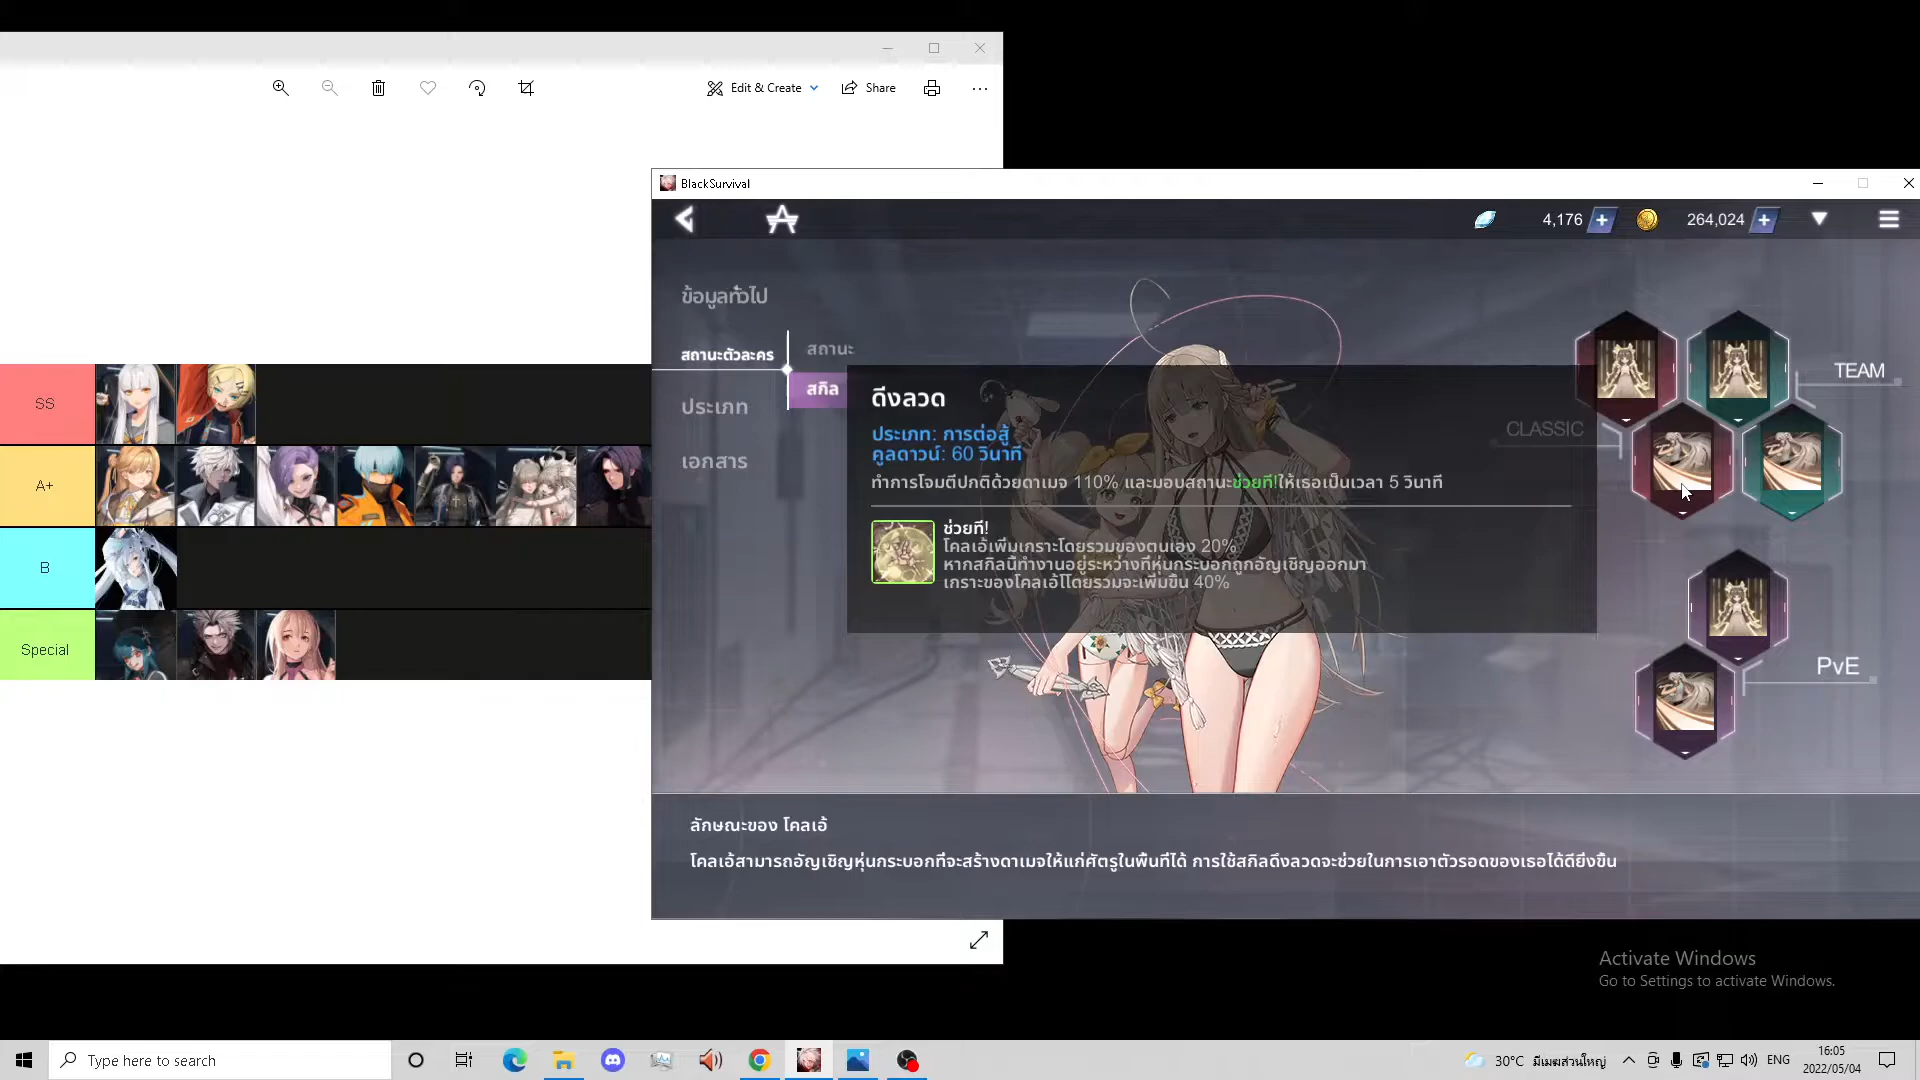 Edit & Create
Share
BlackSurvival
4,176
264,024
ข้อมูลทั่วไป
สถานะตัวละคร
สถานะ
สกิล
ประเภท
เอกสาร
ดึงลวด
ประเภท: การต่อสู้
คูลดาวน์: 60 วินาที
ทำการโจมตีปกติด้วยดาเมจ 110% และมอบสถานะช่วยที!ให้เธอเป็นเวลา 5 วินาที
ช่วยที!
โคลเอ้เพิ่มเกราะโดยรวมของตนเอง 20%
หากสกิลนี้ทำงานอยู่ระหว่างที่หุ่นกระบอกถูกอัญเชิญออกมา
เกราะของโคลเอ้โดยรวมจะเพิ่มขึ้น 40%
TEAM
CLASSIC
PvE
SS
A+
B
Special
ลักษณะของ โคลเอ้
โคลเอ้สามารถอัญเชิญหุ่นกระบอกที่จะสร้างดาเมจให้แก่ศัตรูในพื้นที่ได้ การใช้สกิลดึงลวดจะช่วยในการเอาตัวรอดของเธอได้ดียิ่งขึ้น
Activate Windows
Go to Settings to activate Windows.
Type here to search
30°C มีเมฆส่วนใหญ่
ENG
16:05
2022/05/04